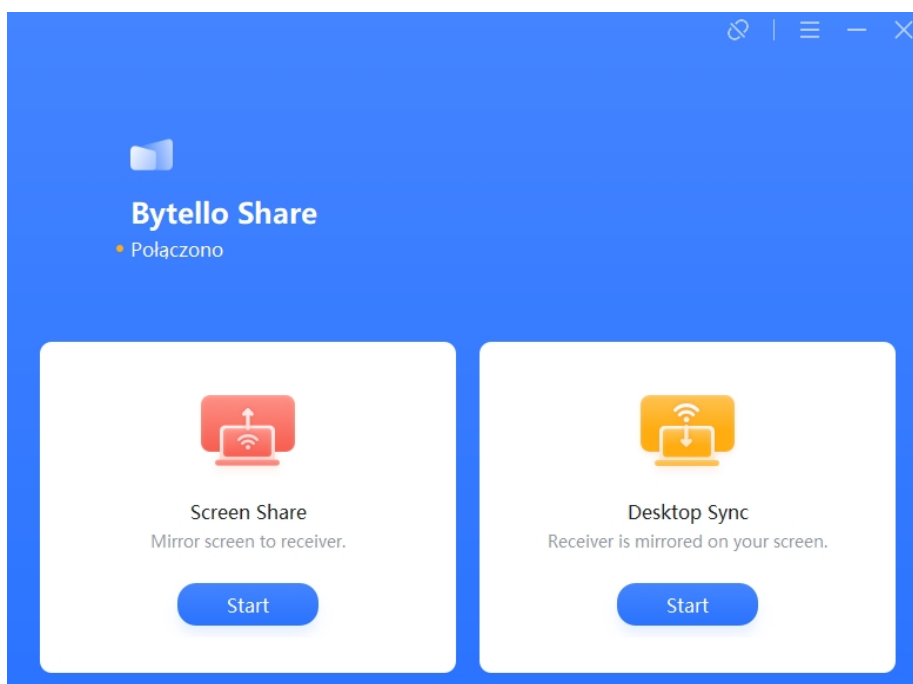 Bytello Share
Połączono
Screen Share
Mirror screen to receiver.
Start
Desktop Sync
Receiver is mirrored on your screen.
Start